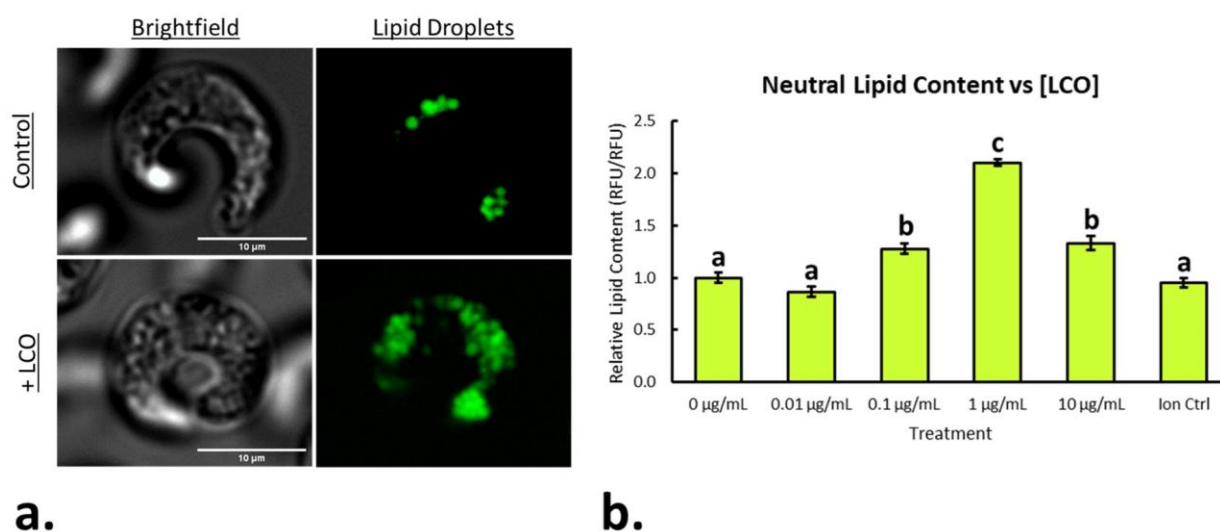 Brightfield
Lipid Droplets
Control
10 µm
+ LCO
10 µm
a.
Neutral Lipid Content vs [LCO]
Relative Lipid Content (RFU/RFU)
2.5
2.0
1.5
1.0
0.5
0.0
a
a
b
c
b
a
0 µg/mL
0.01 µg/mL
0.1 µg/mL
1 µg/mL
10 µg/mL
Ion Ctrl
Treatment
b.